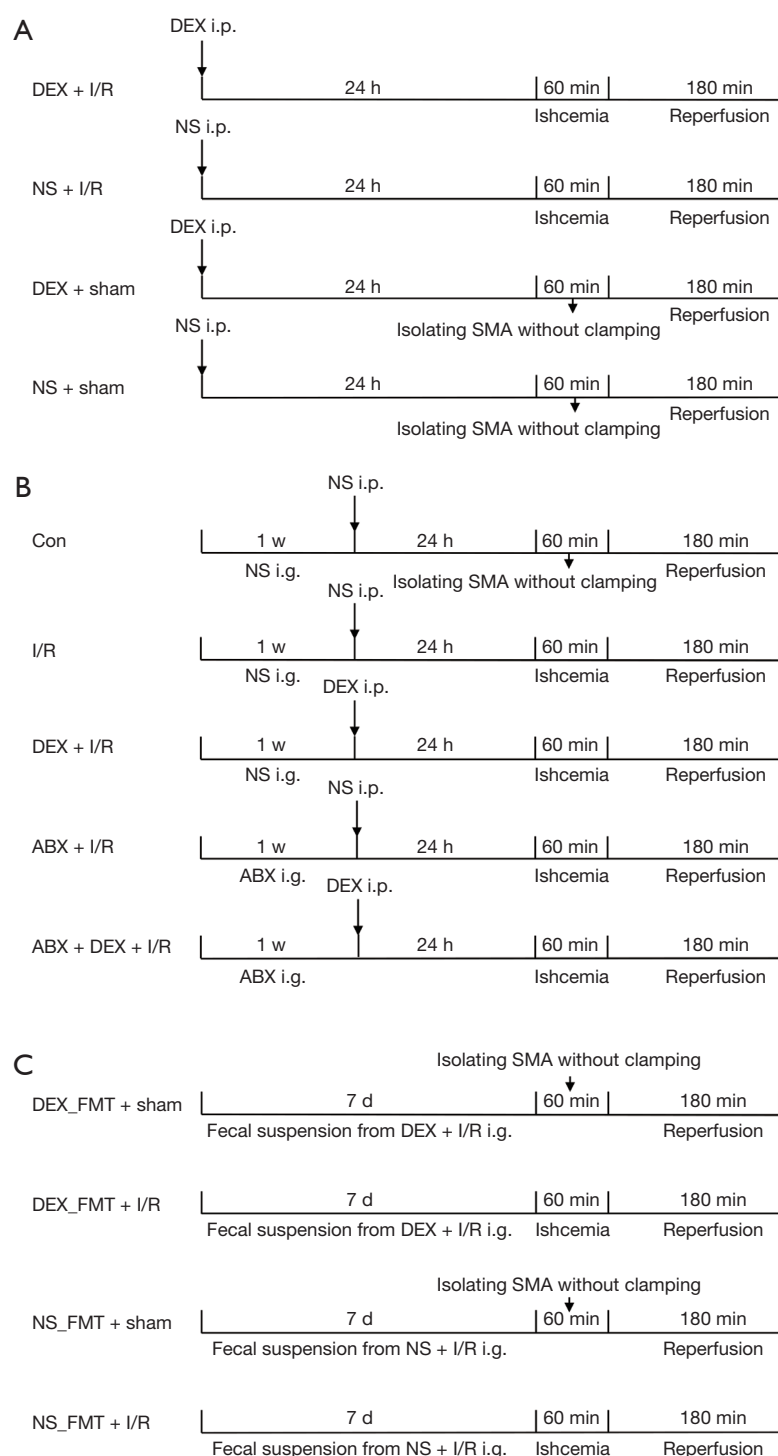 A
DEX i.p.
DEX + I/R
24 h
60 min
180 min
Ishcemia
Reperfusion
NS i.p.
NS + I/R
24 h
60 min
180 min
Ishcemia
Reperfusion
DEX i.p.
DEX + sham
24 h
60 min
180 min
Isolating SMA without clamping
Reperfusion
NS i.p.
NS + sham
24 h
60 min
180 min
Isolating SMA without clamping
Reperfusion
B
NS i.p.
Con
1 w
24 h
60 min
180 min
NS i.g.
Isolating SMA without clamping
Reperfusion
NS i.p.
I/R
1 w
24 h
60 min
180 min
NS i.g.
Ishcemia
Reperfusion
DEX i.p.
DEX + I/R
1 w
24 h
60 min
180 min
NS i.g.
Ishcemia
Reperfusion
NS i.p.
ABX + I/R
1 w
24 h
60 min
180 min
ABX i.g.
Ishcemia
Reperfusion
DEX i.p.
ABX + DEX + I/R
1 w
24 h
60 min
180 min
ABX i.g.
Ishcemia
Reperfusion
C
Isolating SMA without clamping
DEX_FMT + sham
7 d
60 min
180 min
Fecal suspension from DEX + I/R i.g.
Reperfusion
DEX_FMT + I/R
7 d
60 min
180 min
Fecal suspension from DEX + I/R i.g.
Ishcemia
Reperfusion
Isolating SMA without clamping
NS_FMT + sham
7 d
60 min
180 min
Fecal suspension from NS + I/R i.g.
Reperfusion
NS_FMT + I/R
7 d
60 min
180 min
Fecal suspension from NS + I/R i.g.
Ishcemia
Reperfusion